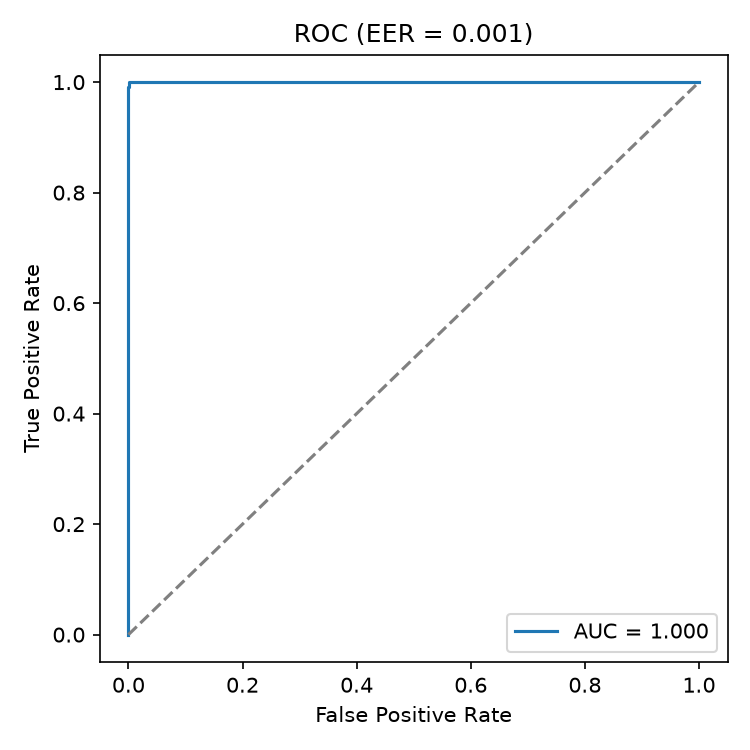 ROC (EER = 0.001)
True Positive Rate
1.0
0.8
0.6
0.4
0.2
0.0
AUC = 1.000
0.0 0.2 0.4 0.6 0.8 1.0
False Positive Rate